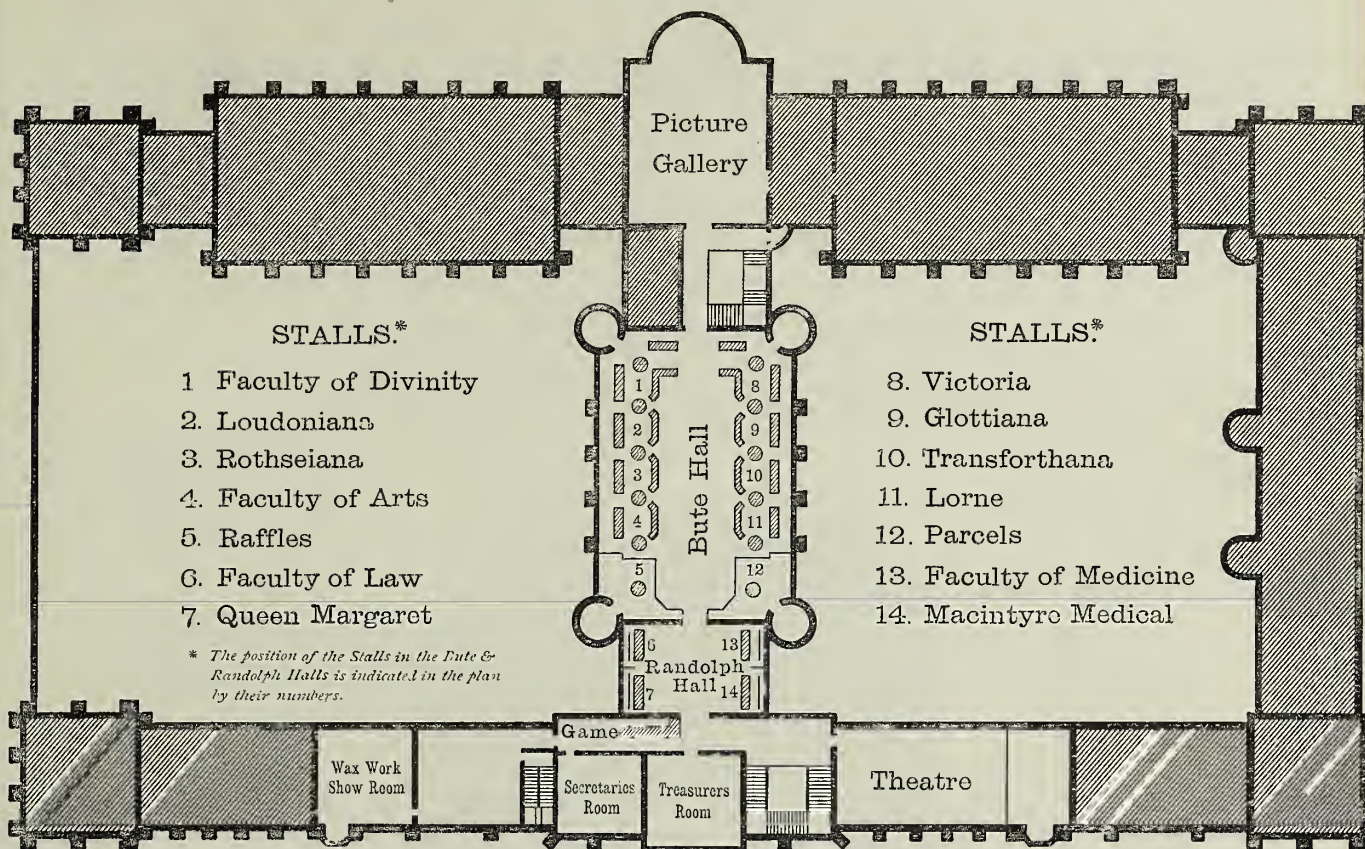 Picture
Gallery
STALLS.*
1 Faculty of Divinity
2. Loudoniana
3. Rothseiana
4. Faculty of Arts
5. Raffles
6. Faculty of Law
7. Queen Margaret
* The position of the Stalls in the Bute &
Randolph Halls is indicated in the plan
by their numbers.
STALLS.*
8. Victoria
9. Glottiana
10. Transforthana
11. Lorne
12. Parcels
13. Faculty of Medicine
14. Macintyre Medical
Bute Hall
1 8
2 9
3 10
4 11
5 12
6 13
Randolph
Hall
7 14
Game
Wax Work
Show Room
Secretaries
Room
Treasurers
Room
Theatre